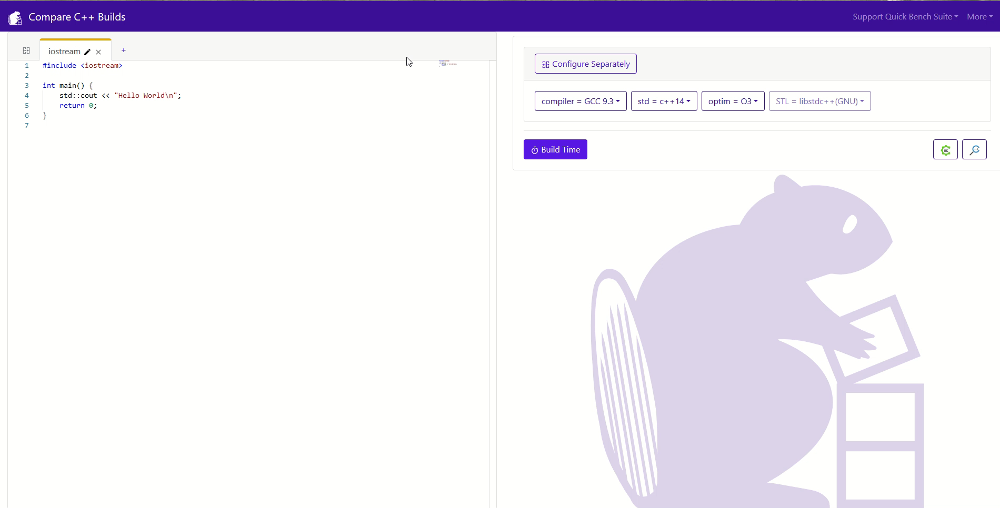 Compare C++ Builds
Support Quick Bench Suite
More
iostream
+
1 #include <iostream>
2
3 int main() {
4 std::cout << "Hello World\n";
5 return 0;
6 }
7
Configure Separately
compiler = GCC 9.3
std = c++14
optim = O3
STL = libstdc++(GNU)
Build Time